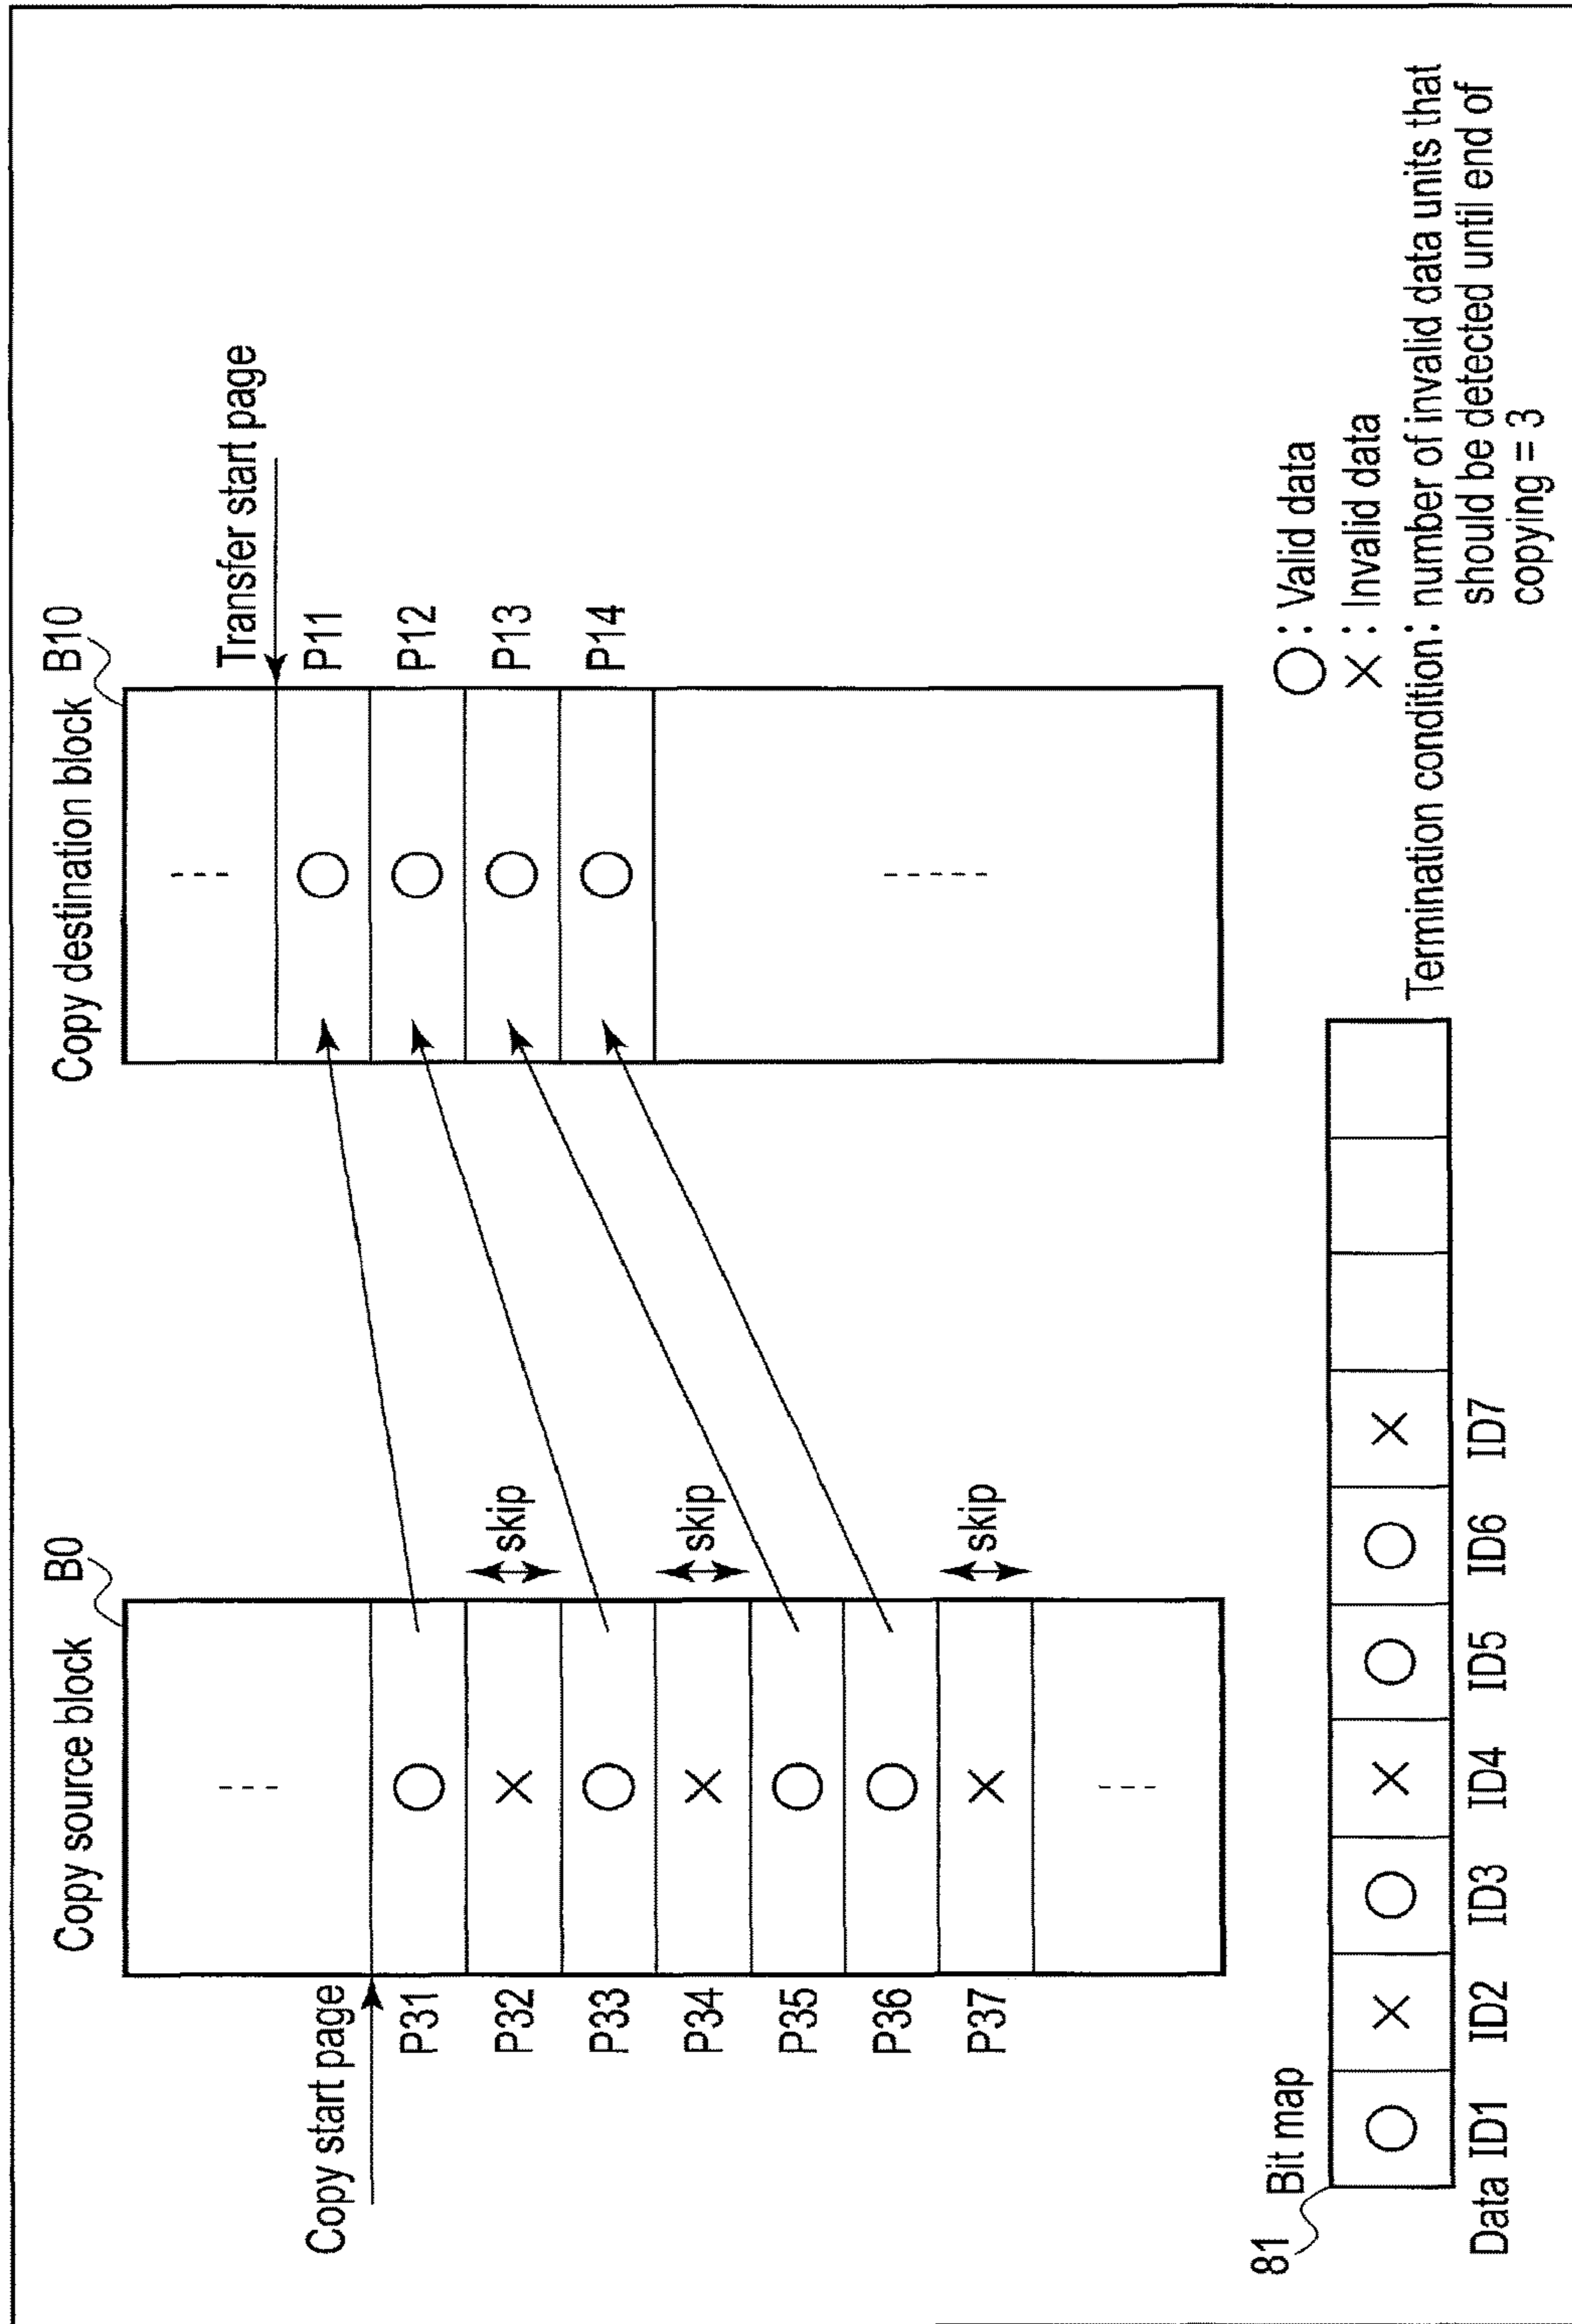 Copy source block
B0
Copy destination block
B10
Copy start page
Transfer start page
P31
P32
P33
P34
P35
P36
P37
skip
skip
skip
P11
P12
P13
P14
81
Bit map
Data ID1 ID2 ID3 ID4 ID5 ID6 ID7
○ : Valid data
× : Invalid data
Termination condition: number of invalid data units that
should be detected until end of
copying = 3